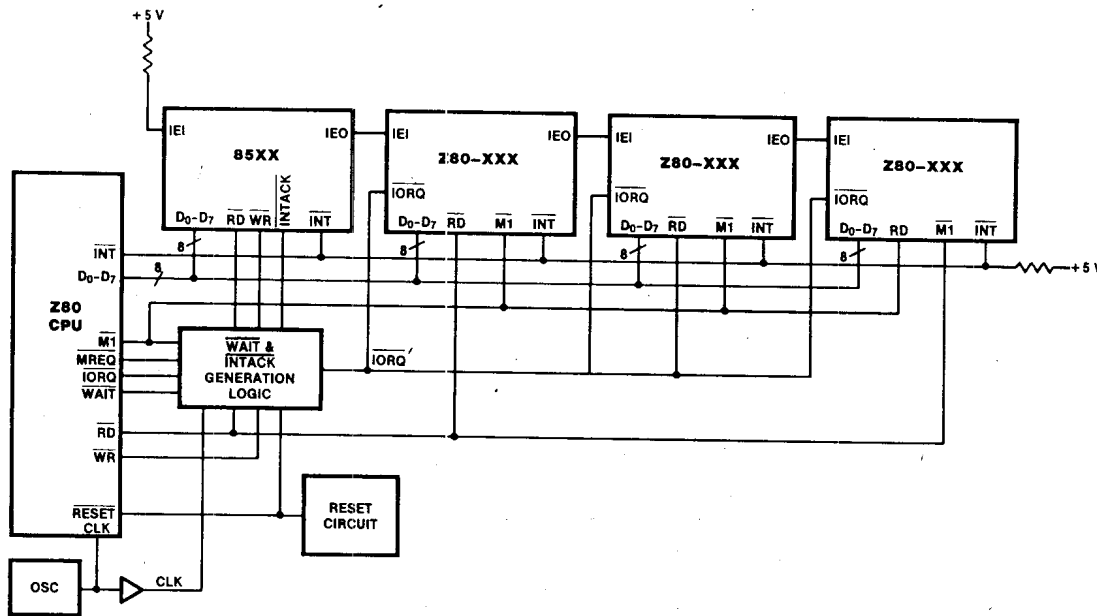 +5 V
IEI
IEO
85XX
D0-D7
RD
WR
INTACK
INT
8
IEI
IEO
Z80-XXX
IORQ
D0-D7
RD
M1
INT
8
IEI
IEO
Z80-XXX
IORQ
D0-D7
RD
M1
INT
8
IEI
Z80-XXX
IORQ
D0-D7
RD
M1
INT
8
+5 V
Z80
CPU
INT
D0-D7
8
M1
MREQ
IORQ
WAIT
RD
WR
RESET
CLK
WAIT &
INTACK
GENERATION
LOGIC
IORQ'
RESET
CIRCUIT
OSC
CLK